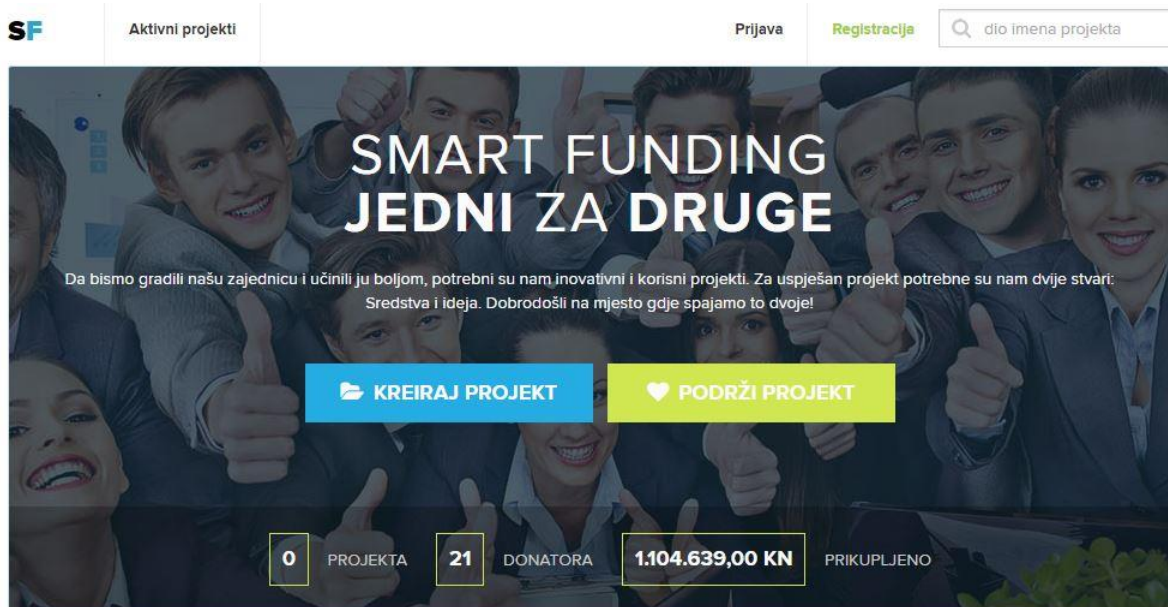 SF
Aktivni projekti
Prijava
Registracija
dio imena projekta
SMART FUNDING
JEDNI ZA DRUGE
Da bismo gradili našu zajednicu i učinili ju boljom, potrebni su nam inovativni i korisni projekti. Za uspješan projekt potrebne su nam dvije stvari:
Sredstva i ideja. Dobrodošli na mjesto gdje spajamo to dvoje!
KREIRAJ PROJEKT
PODRŽI PROJEKT
0 PROJEKTA 21 DONATORA 1.104.639,00 KN PRIKUPLJENO